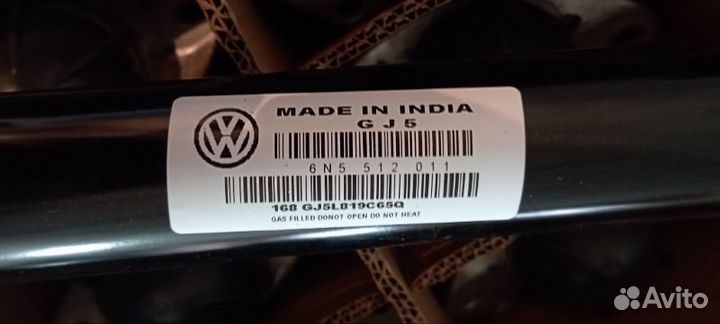 MADE IN INDIA
GJ5
6N5 512 011
168 GJ5L819C65Q
GAS FILLED DONOT OPEN DO NOT HEAT
Avito